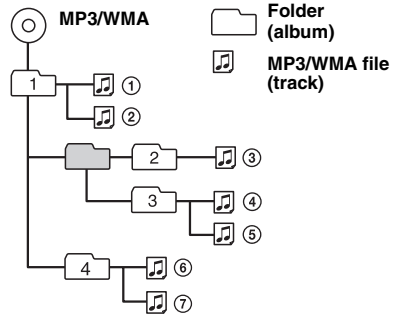 MP3/WMA
Folder
(album)
MP3/WMA file
(track)
1
①
②
2
③
3
④
⑤
4
⑥
⑦